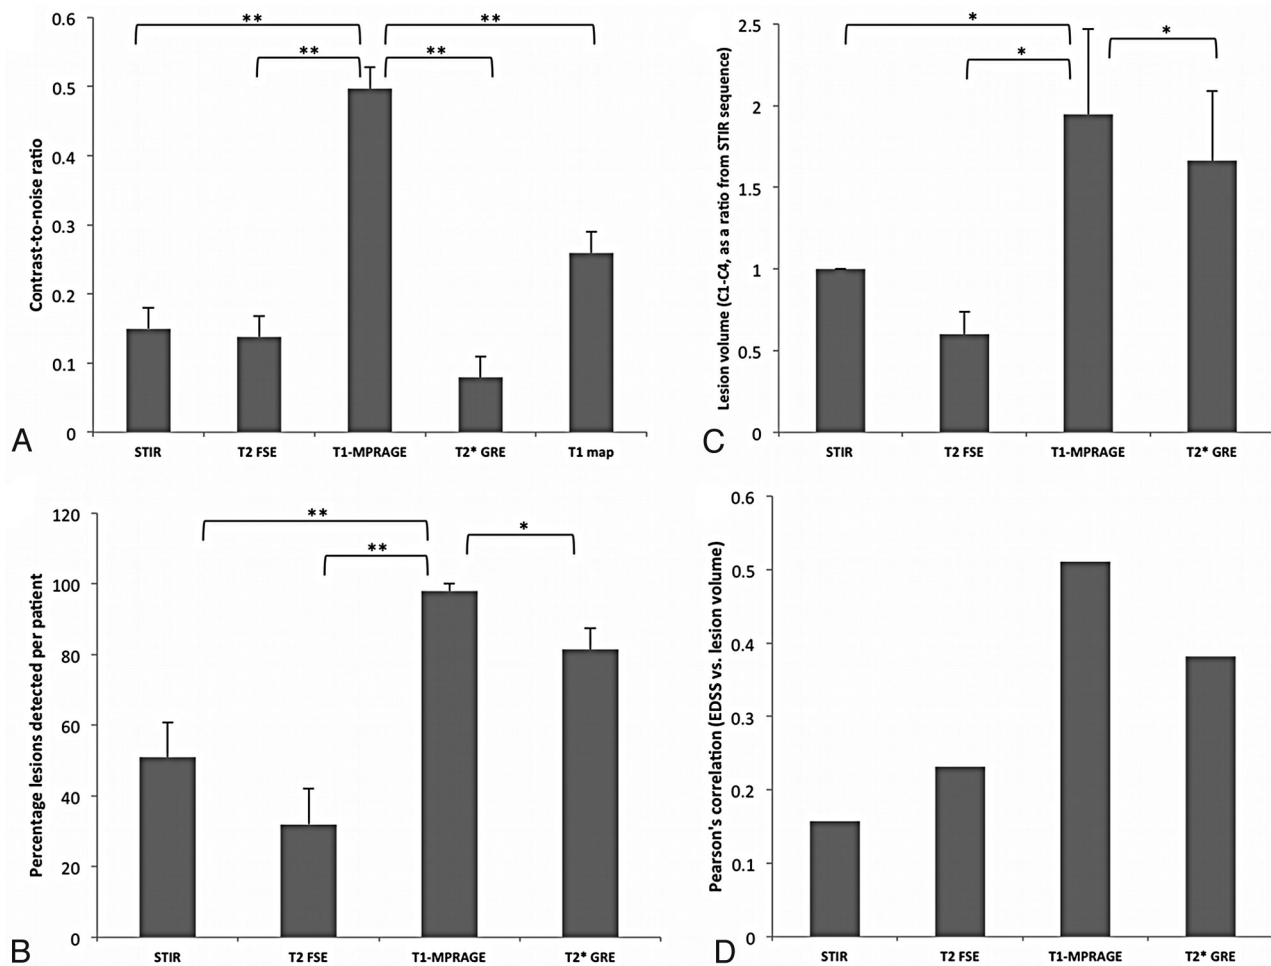 A
Contrast-to-noise ratio
0.6
0.5
0.4
0.3
0.2
0.1
0
**
**
**
**
STIR
T2 FSE
T1-MPRAGE
T2* GRE
T1 map
C
Lesion volume (C1-C4, as a ratio from STIR sequence)
2.5
2
1.5
1
0.5
0
*
*
*
STIR
T2 FSE
T1-MPRAGE
T2* GRE
B
Percentage lesions detected per patient
120
100
80
60
40
20
0
**
*
**
STIR
T2 FSE
T1-MPRAGE
T2* GRE
D
Pearson's correlation (EDSS vs. lesion volume)
0.6
0.5
0.4
0.3
0.2
0.1
0
STIR
T2 FSE
T1-MPRAGE
T2* GRE